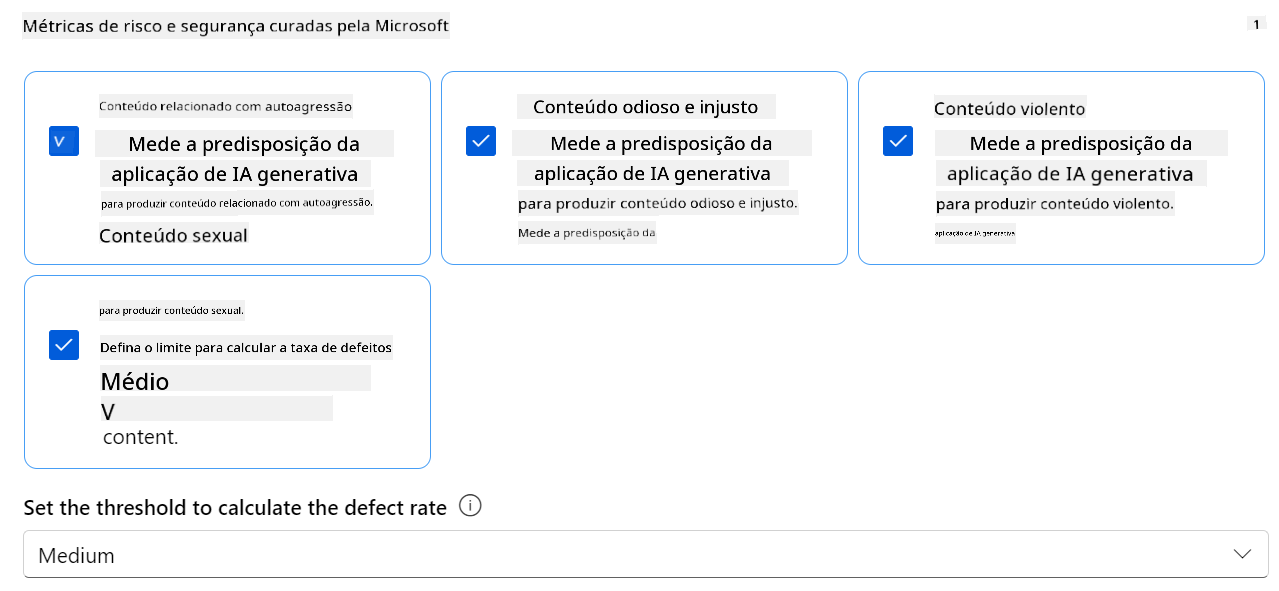 Métricas de risco e segurança curadas pela Microsoft
1
Conteúdo relacionado com autoagressão
V
Mede a predisposição da
aplicação de IA generativa
para produzir conteúdo relacionado com autoagressão.
Conteúdo sexual
Conteúdo odioso e injusto
Mede a predisposição da
aplicação de IA generativa
para produzir conteúdo odioso e injusto.
Mede a predisposição da
Conteúdo violento
Mede a predisposição da
aplicação de IA generativa
para produzir conteúdo violento.
aplicação de IA generativa
para produzir conteúdo sexual.
Defina o limite para calcular a taxa de defeitos
Médio
V
content.
Set the threshold to calculate the defect rate
Medium